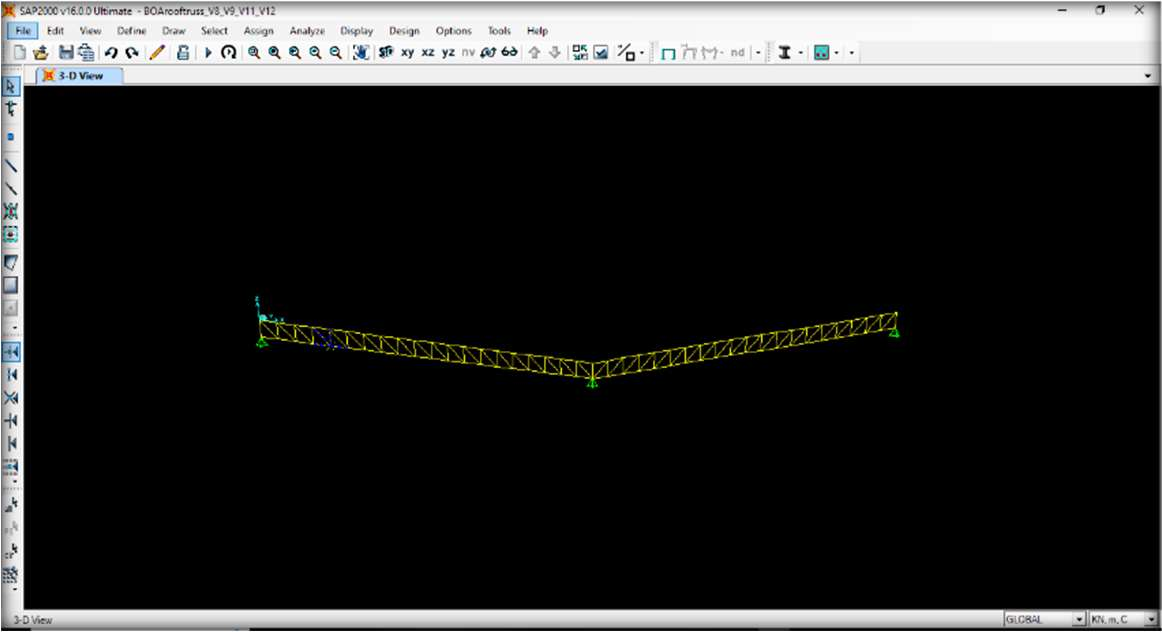 SAP2000 v16.0.0 Ultimate - BOArooftruss_V8_V9_V11_V12
File Edit View Define Draw Select Assign Analyze Display Design Options Tools Help
xy xz yz nv nd
3-D View
3-D View
GLOBAL KN, m, C